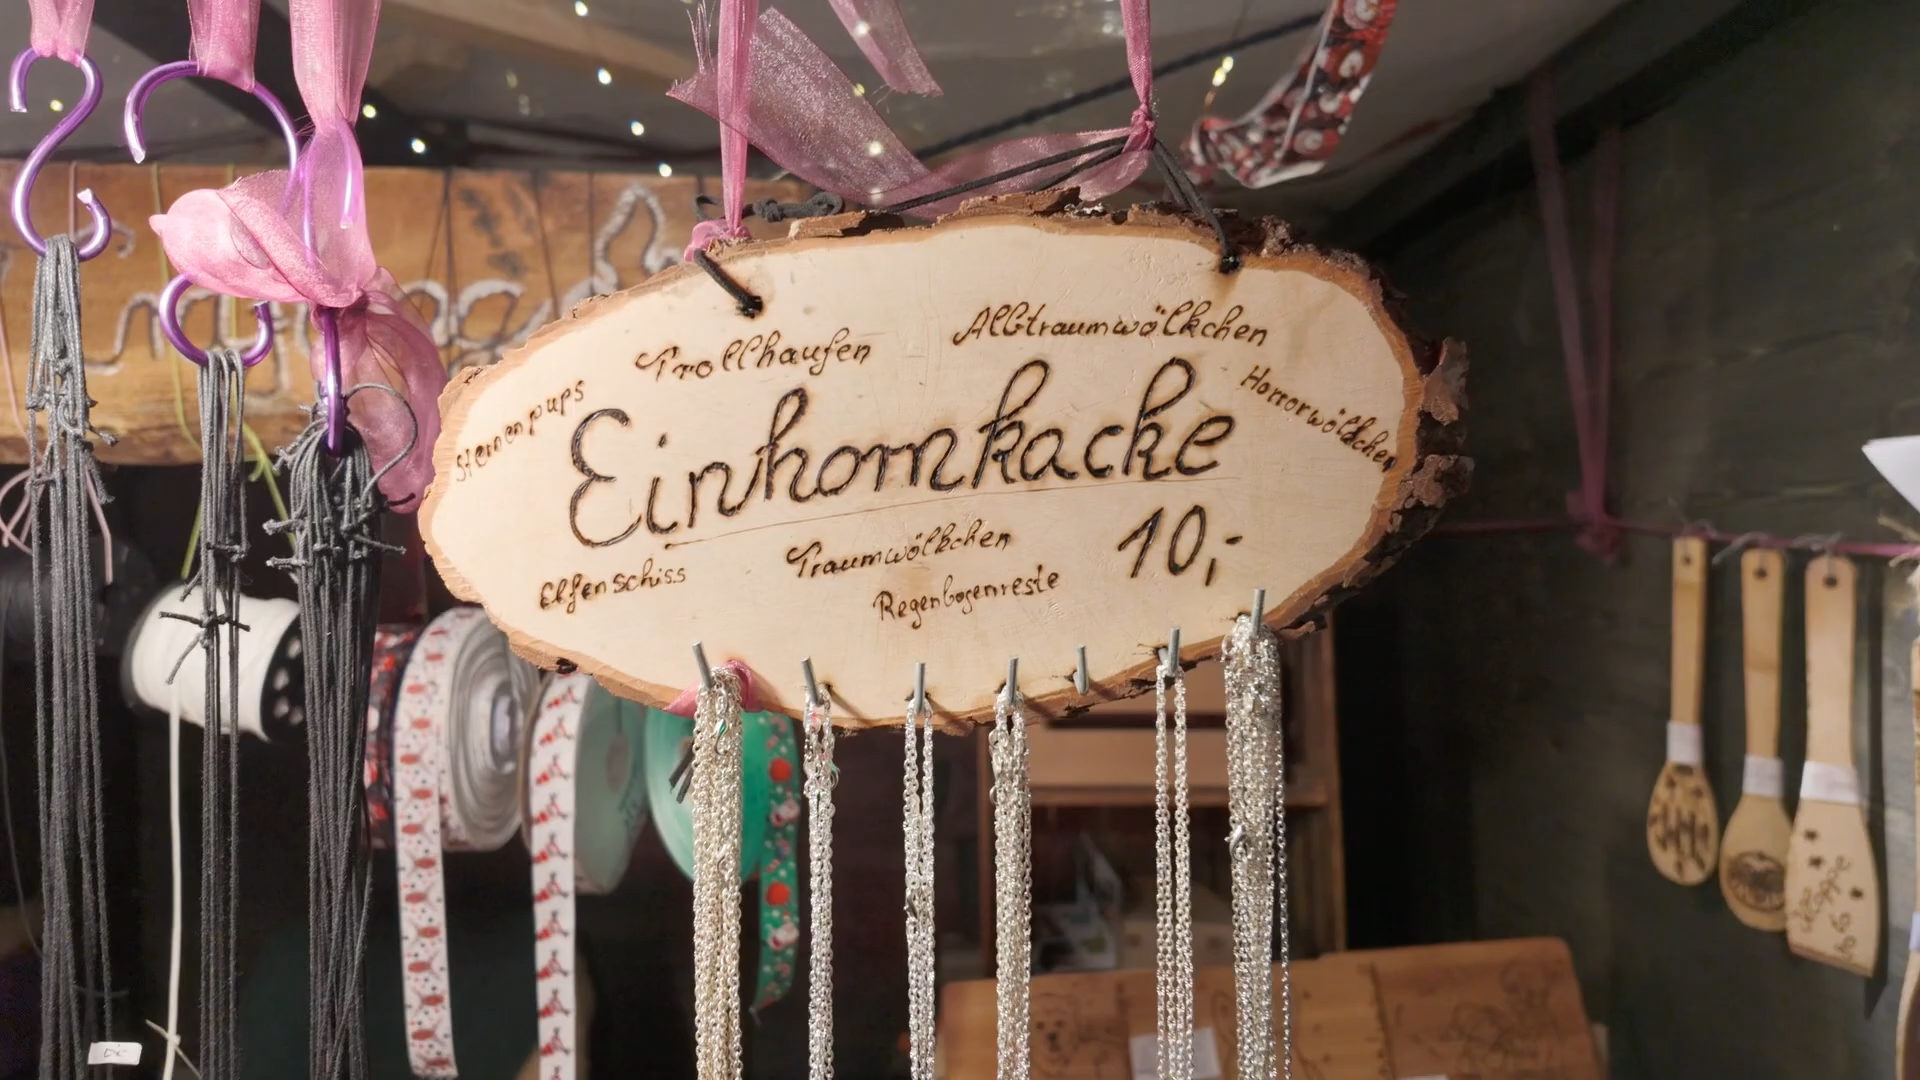 Trollhaufen
Albtraumwölkchen
Sternenpups
Horrorwölkchen
Einhornkacke
10,-
Elfenschiss
Traumwölkchen
Regenbogenreste